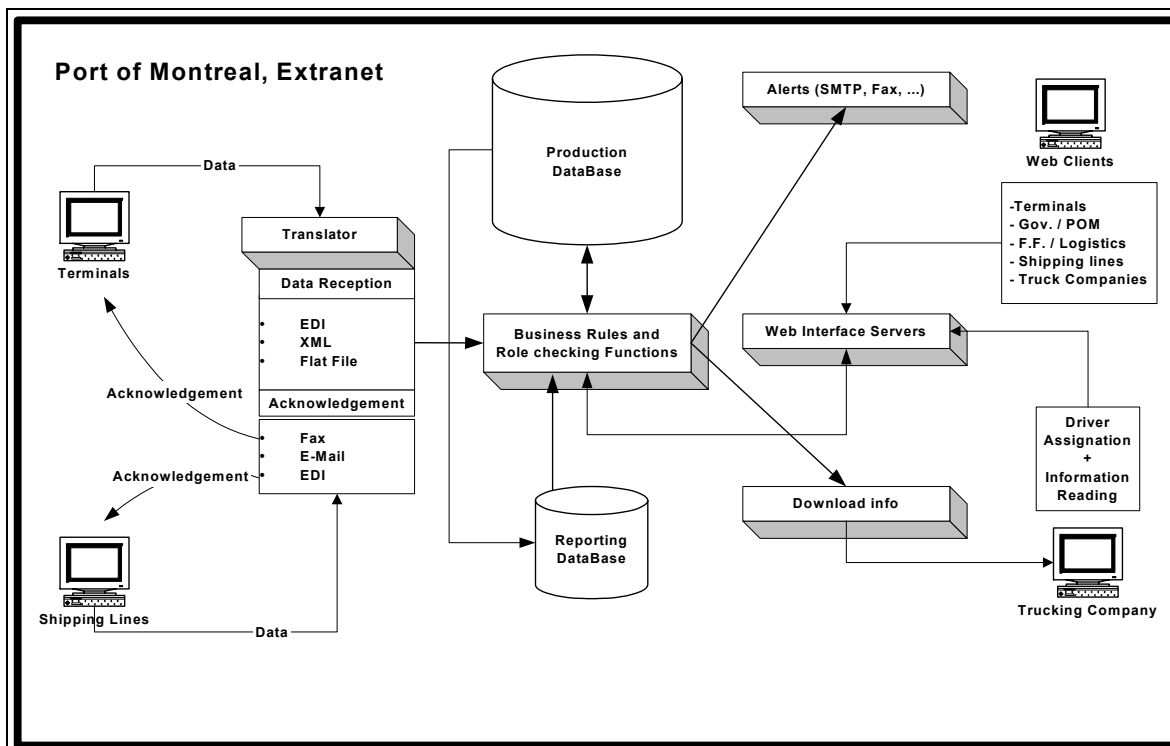 Port of Montreal, Extranet
Data
Terminals
Translator
Data Reception
• EDI
• XML
• Flat File
Acknowledgement
• Fax
• E-Mail
• EDI
Acknowledgement
Acknowledgement
Shipping Lines
Data
Production
DataBase
Business Rules and
Role checking Functions
Reporting
DataBase
Alerts (SMTP, Fax, ...)
Web Clients
-Terminals
- Gov. / POM
- F.F. / Logistics
- Shipping lines
- Truck Companies
Web Interface Servers
Driver
Assignation
+
Information
Reading
Download info
Trucking Company